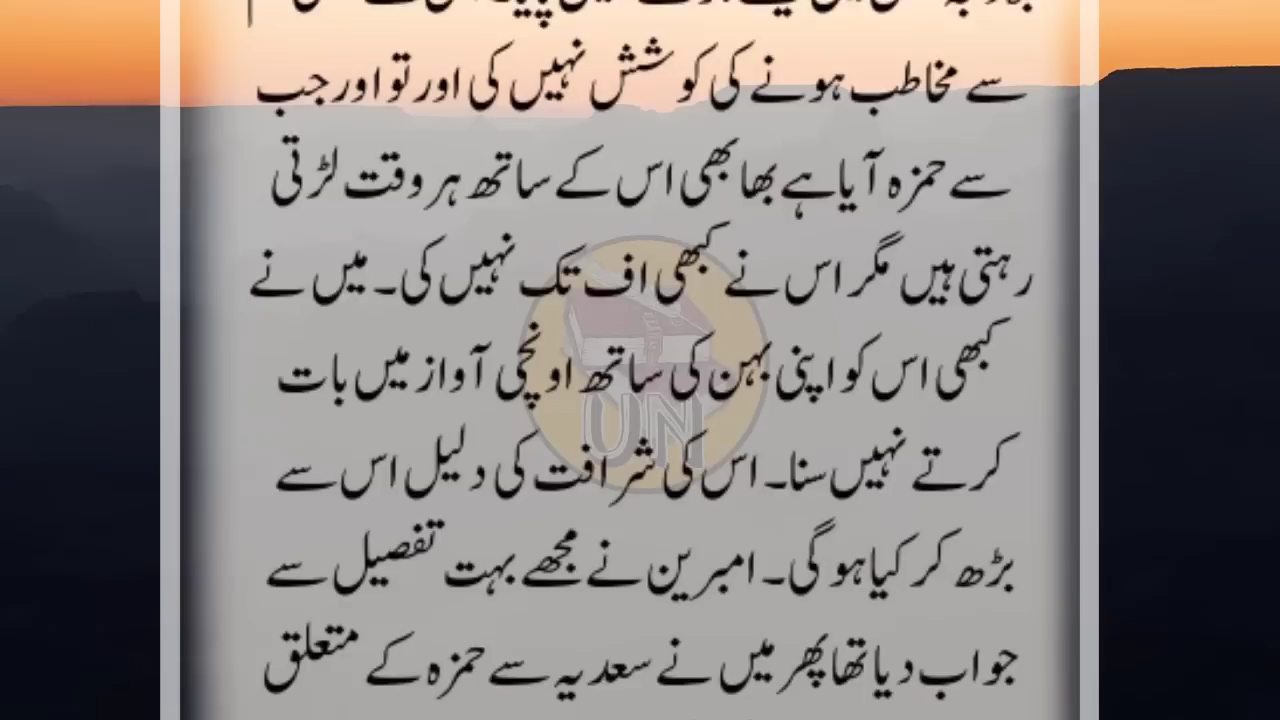 سے مخاطب ہونے کی کوشش نہیں کی اور تو اور جب
سے حمزہ آیا ہے بھابھی اس کے ساتھ ہر وقت لڑتی
رہتی ہیں مگر اس نے کبھی اف تک نہیں کی۔ میں نے
کبھی اس کو اپنی بہن کی ساتھ اونچی آواز میں بات
کرتے نہیں سنا۔ اس کی شرافت کی دلیل اس سے
بڑھ کر کیا ہو گی۔ امبرین نے مجھے بہت تفصیل سے
جواب دیا تھا پھر میں نے سعدیہ سے حمزہ کے متعلق
UN